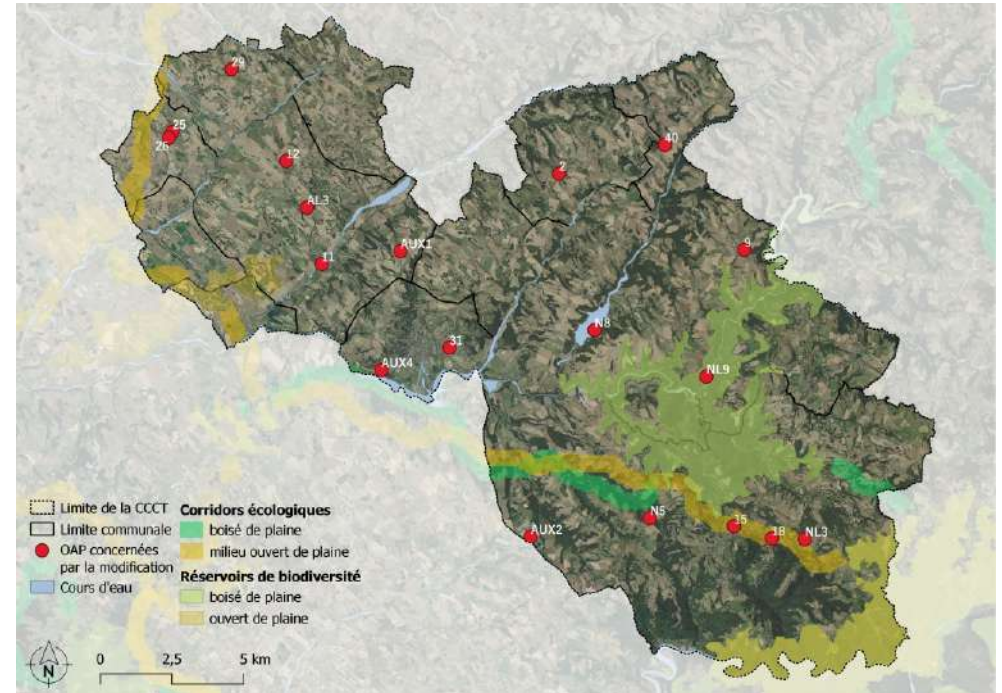 29
25
26
12
AL3
11
AUX1
2
40
9
N8
31
AUX4
NL9
N5
15
18
NL3
AUX2
Limite de la CCCT
Limite communale
OAP concernées
par la modification
Cours d'eau
Corridors écologiques
boisé de plaine
milieu ouvert de plaine
Réservoirs de biodiversité
boisé de plaine
ouvert de plaine
N
0 2,5 5 km